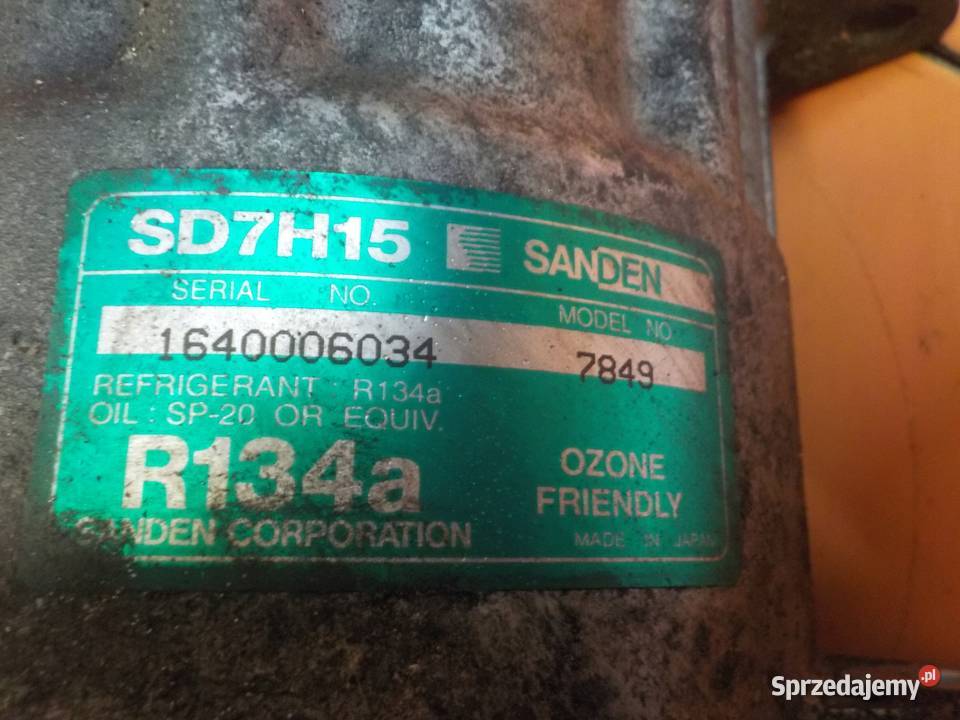 SD7H15 SANDEN
SERIAL NO. MODEL NO
1640006034 7849
REFRIGERANT : R134a
OIL : SP-20 OR EQUIV.
R134a
OZONE
FRIENDLY
SANDEN CORPORATION
MADE IN JAPAN
Sprzedajemy.pl